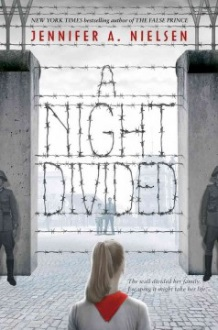 NEW YORK TIMES bestselling author of THE FALSE PRINCE
JENNIFER A. NIELSEN
A
NIGHT
DIVIDED
The wall divided her family.
Escaping it might take her life.